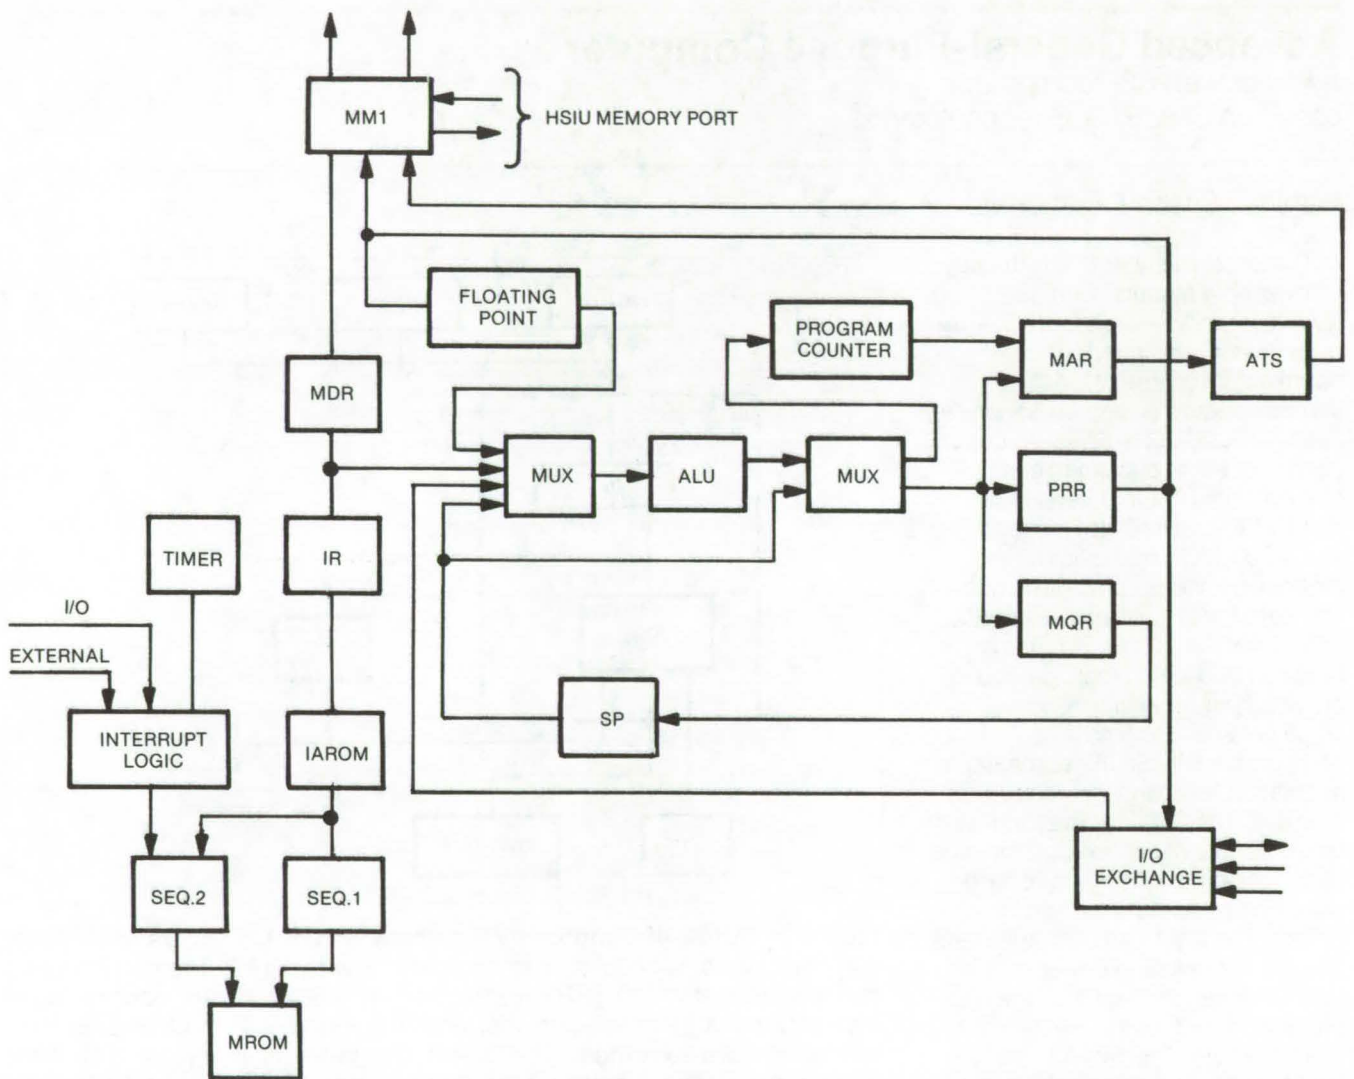 MM1
HSIU MEMORY PORT
FLOATING
POINT
PROGRAM
COUNTER
MAR
ATS
MDR
MUX
ALU
MUX
PRR
TIMER
IR
I/O
MQR
EXTERNAL
SP
INTERRUPT
LOGIC
IAROM
I/O
EXCHANGE
SEQ.2
SEQ.1
MROM